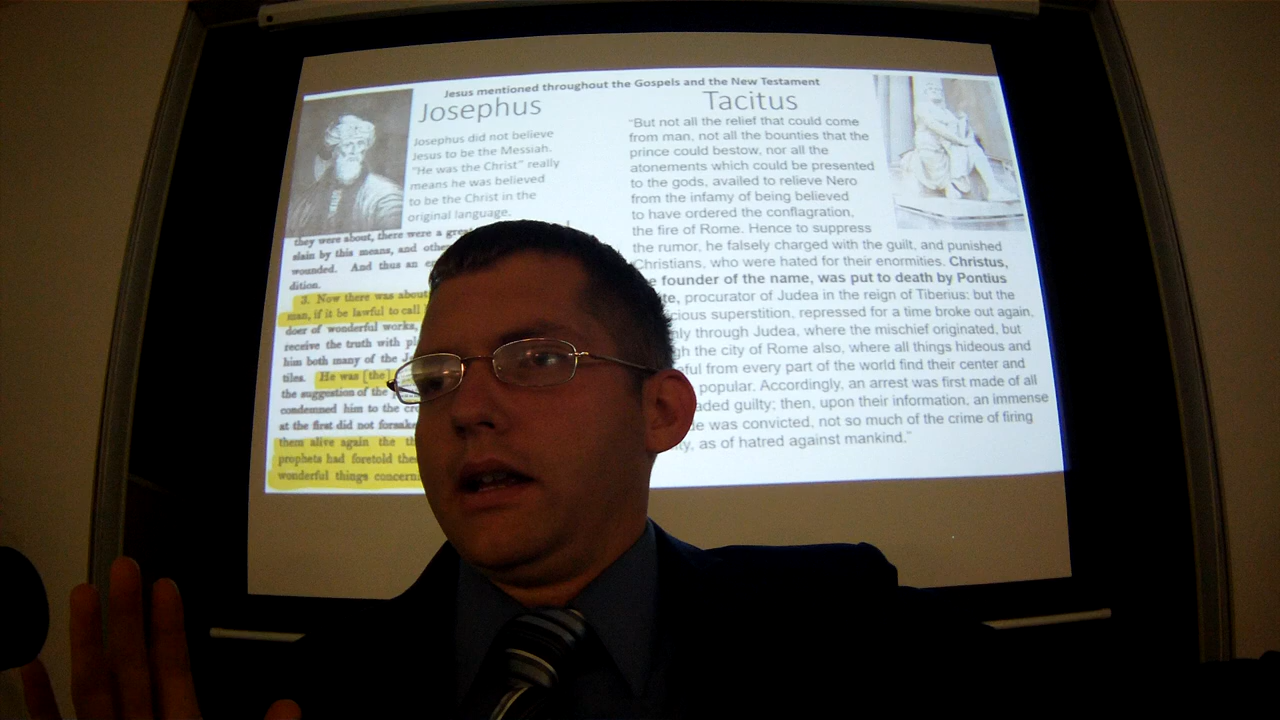 Jesus mentioned throughout the Gospels and the New Testament
Josephus
Josephus did not believe
Jesus to be the Messiah.
"He was the Christ" really
means he was believed
to be the Christ in the
original language.
they were about, there were a great
slain by this means, and
wounded. And thus an
dition.
3. Now there was about
man, if it be lawful to call
doer of wonderful works,
receive the truth with
him both many of the
tiles. He was [the]
the suggestion of the
condemned him to the
at the first did not forsake
them alive again the
prophets had foretold
wonderful things
Tacitus
"But not all the relief that could come
from man, not all the bounties that the
prince could bestow, nor all the
atonements which could be presented
to the gods, availed to relieve Nero
from the infamy of being believed
to have ordered the conflagration,
the fire of Rome. Hence to suppress
the rumor, he falsely charged with the guilt, and punished
Christians, who were hated for their enormities. Christus,
founder of the name, was put to death by Pontius
procurator of Judea in the reign of Tiberius: but the
superstition, repressed for a time broke out again,
through Judea, where the mischief originated, but
the city of Rome also, where all things hideous and
from every part of the world find their center and
popular. Accordingly, an arrest was first made of all
guilty; then, upon their information, an immense
was convicted, not so much of the crime of firing
as of hatred against mankind."